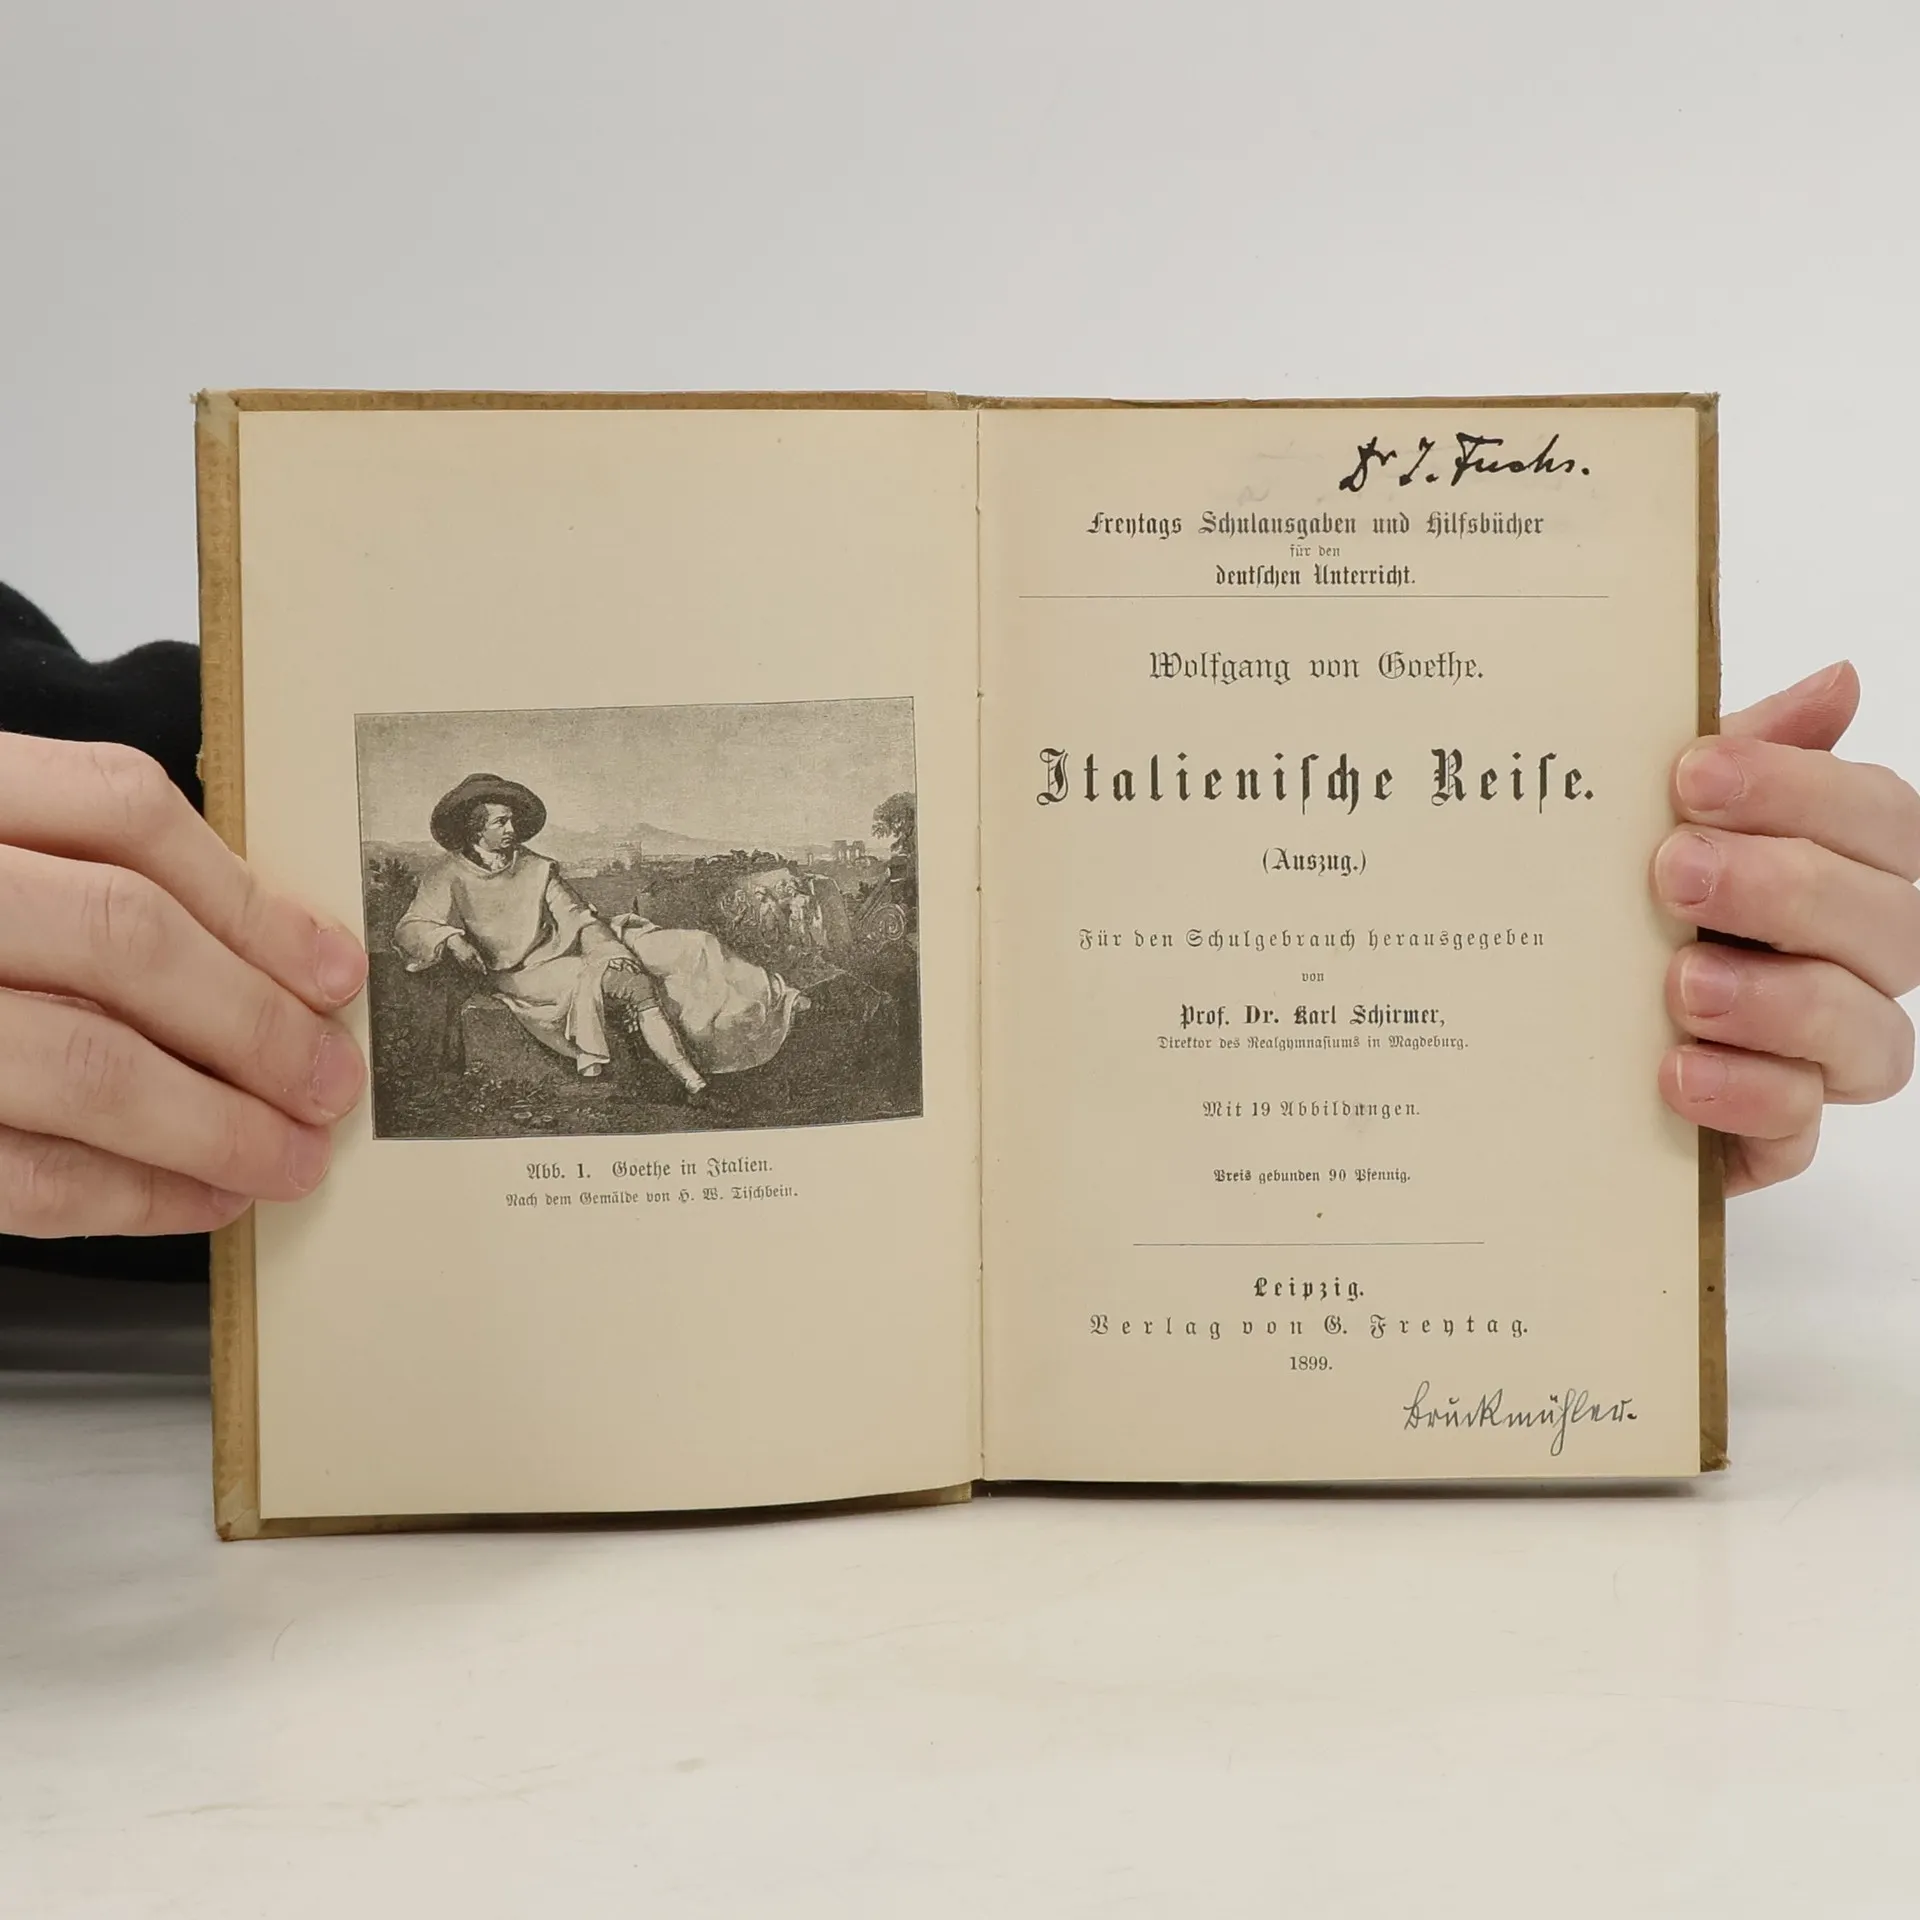 Abb. 1. Goethe in Italien.
Nach dem Gemälde von H. W. Tischbein.
Dr J. Fuchs.
Freytags Schulausgaben und Hilfsbücher
für den
deutschen Unterricht.
Wolfgang von Goethe.
Italienische Reise.
(Auszug.)
Für den Schulgebrauch herausgegeben
von
Prof. Dr. Karl Schirmer,
Direktor des Realgymnasiums in Magdeburg.
Mit 19 Abbildungen.
Preis gebunden 90 Pfennig.
Leipzig.
Verlag von G. Freytag.
1899.
Bruckmühler.